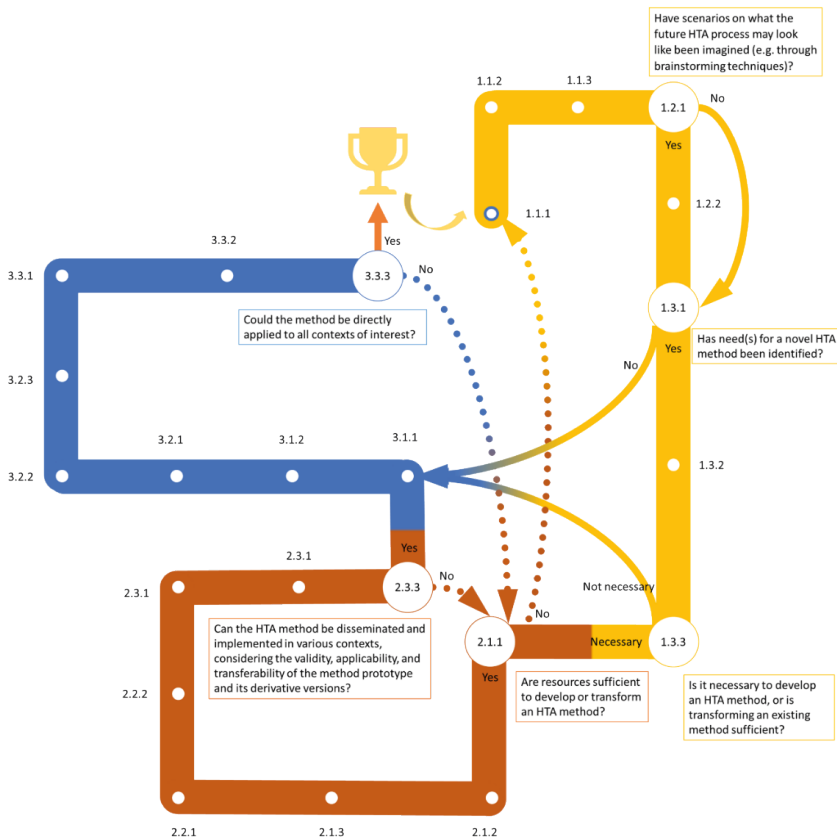 Have scenarios on what the
future HTA process may look
like been imagined (e.g. through
brainstorming techniques)?
1.1.2
1.1.3
1.2.1
No
Yes
1.2.2
1.1.1
Yes
3.3.2
3.3.1
3.3.3
No
1.3.1
Could the method be directly
applied to all contexts of interest?
Has need(s) for a novel HTA
method been identified?
Yes
No
3.2.3
3.2.1
3.1.2
3.1.1
1.3.2
3.2.2
Yes
2.3.1
No
2.3.1
2.3.3
Not necessary
No
Can the HTA method be disseminated and
implemented in various contexts,
considering the validity, applicability, and
transferability of the method prototype
and its derivative versions?
2.1.1
Necessary
1.3.3
Yes
Are resources sufficient
to develop or transform
an HTA method?
Is it necessary to develop
an HTA method, or is
transforming an existing
method sufficient?
2.2.2
2.2.1
2.1.3
2.1.2